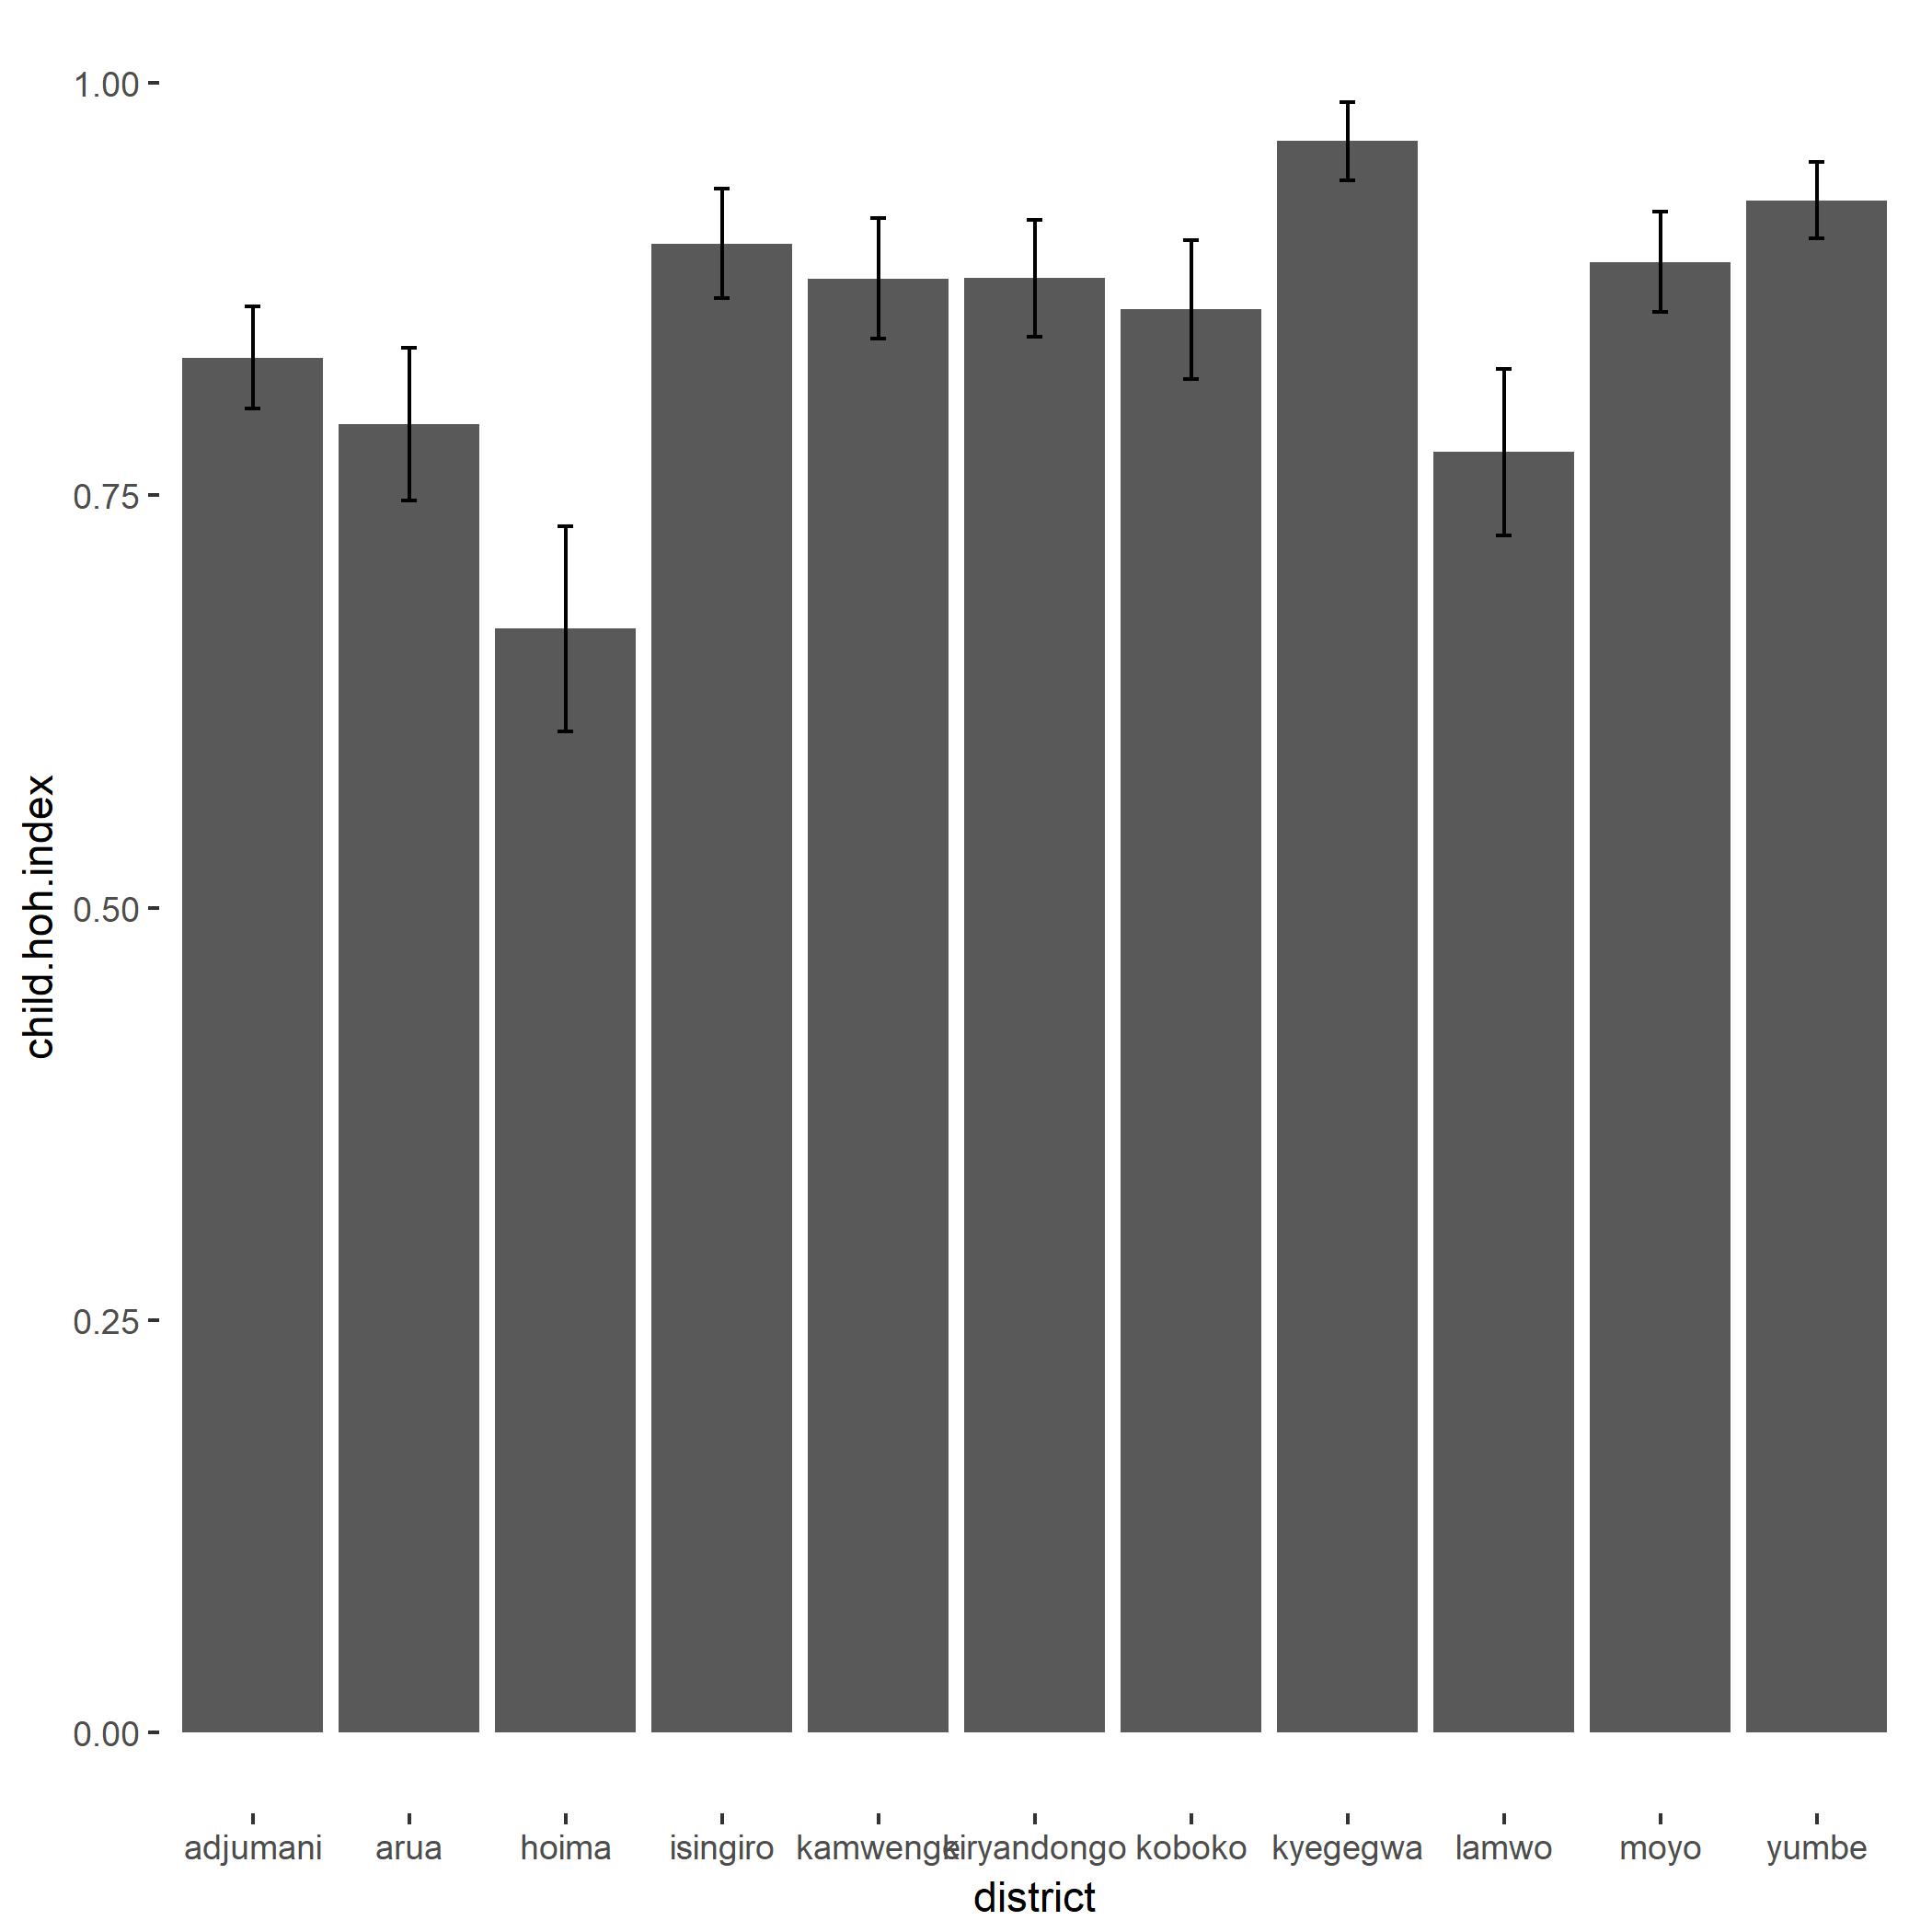 child.hoh.index
1.00
0.75
0.50
0.25
0.00
adjumani arua hoima isingiro kamwenge kiryandongo koboko kyegegwa lamwo moyo yumbe
district